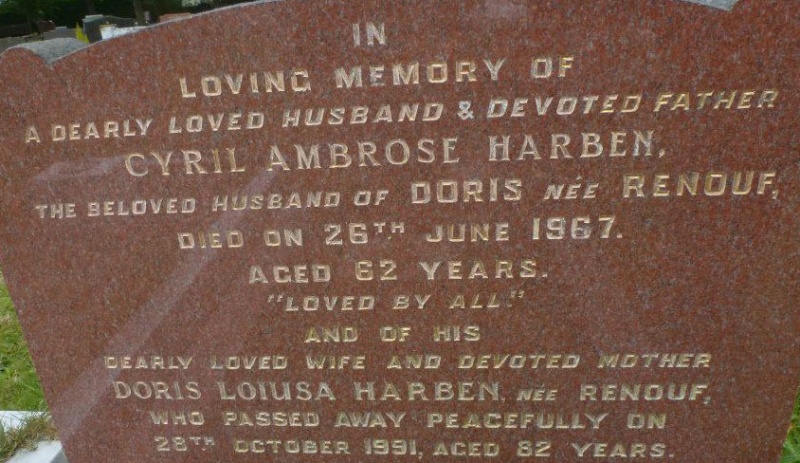 IN
LOVING MEMORY OF
A DEARLY LOVED HUSBAND & DEVOTED FATHER
CYRIL AMBROSE HARBEN,
THE BELOVED HUSBAND OF DORIS NÉE RENOUF,
DIED ON 26TH JUNE 1967.
AGED 62 YEARS.
"LOVED BY ALL."
AND OF HIS
DEARLY LOVED WIFE AND DEVOTED MOTHER
DORIS LOIUSA HARBEN, NÉE RENOUF,
WHO PASSED AWAY PEACEFULLY ON
28TH OCTOBER 1991, AGED 82 YEARS.